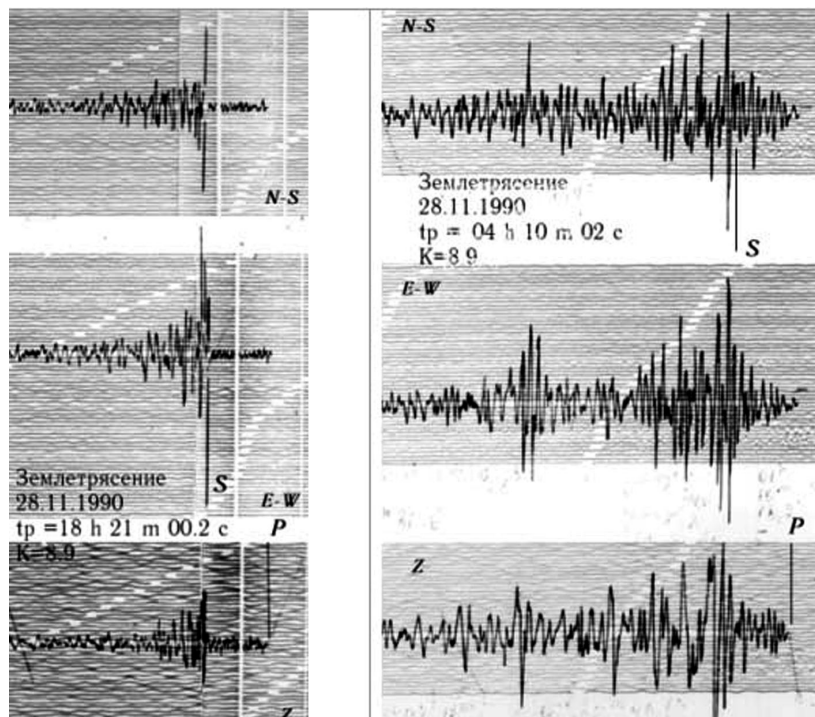 N-S
S
E-W
Землетрясение
28.11.1990
tp =18 h 21 m 00.2 c
K=8.9
P
Z
N-S
Землетрясение
28.11.1990
tp = 04 h 10 m 02 c
K=8 9
S
E-W
P
Z